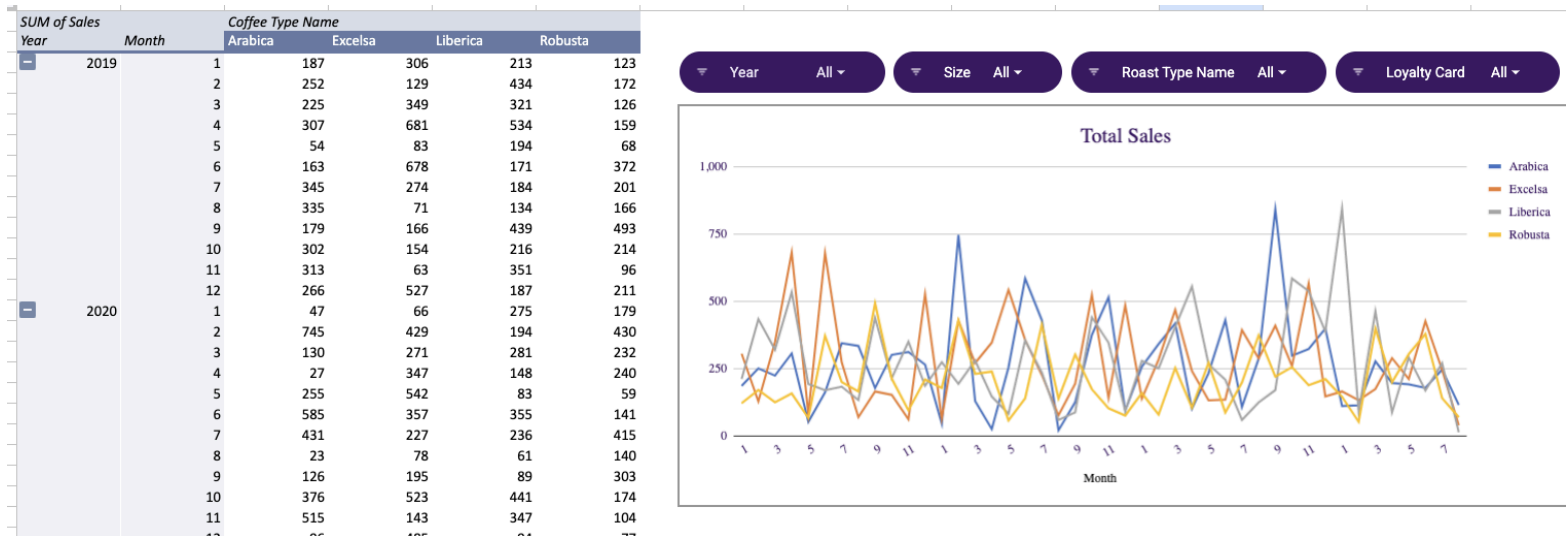 SUM of Sales Coffee Type Name
Year Month Arabica Excelsa Liberica Robusta
2019 1 187 306 213 123
2 252 129 434 172
3 225 349 321 126
4 307 681 534 159
5 54 83 194 68
6 163 678 171 372
7 345 274 184 201
8 335 71 134 166
9 179 166 439 493
10 302 154 216 214
11 313 63 351 96
12 266 527 187 211
2020 1 47 66 275 179
2 745 429 194 430
3 130 271 281 232
4 27 347 148 240
5 255 542 83 59
6 585 357 355 141
7 431 227 236 415
8 23 78 61 140
9 126 195 89 303
10 376 523 441 174
11 515 143 347 104
Year All
Size All
Roast Type Name All
Loyalty Card All
Total Sales
1,000
750
500
250
0
1 3 5 7 9 11 1 3 5 7 9 11 1 3 5 7 9 11 1 3 5 7
Month
Arabica
Excelsa
Liberica
Robusta